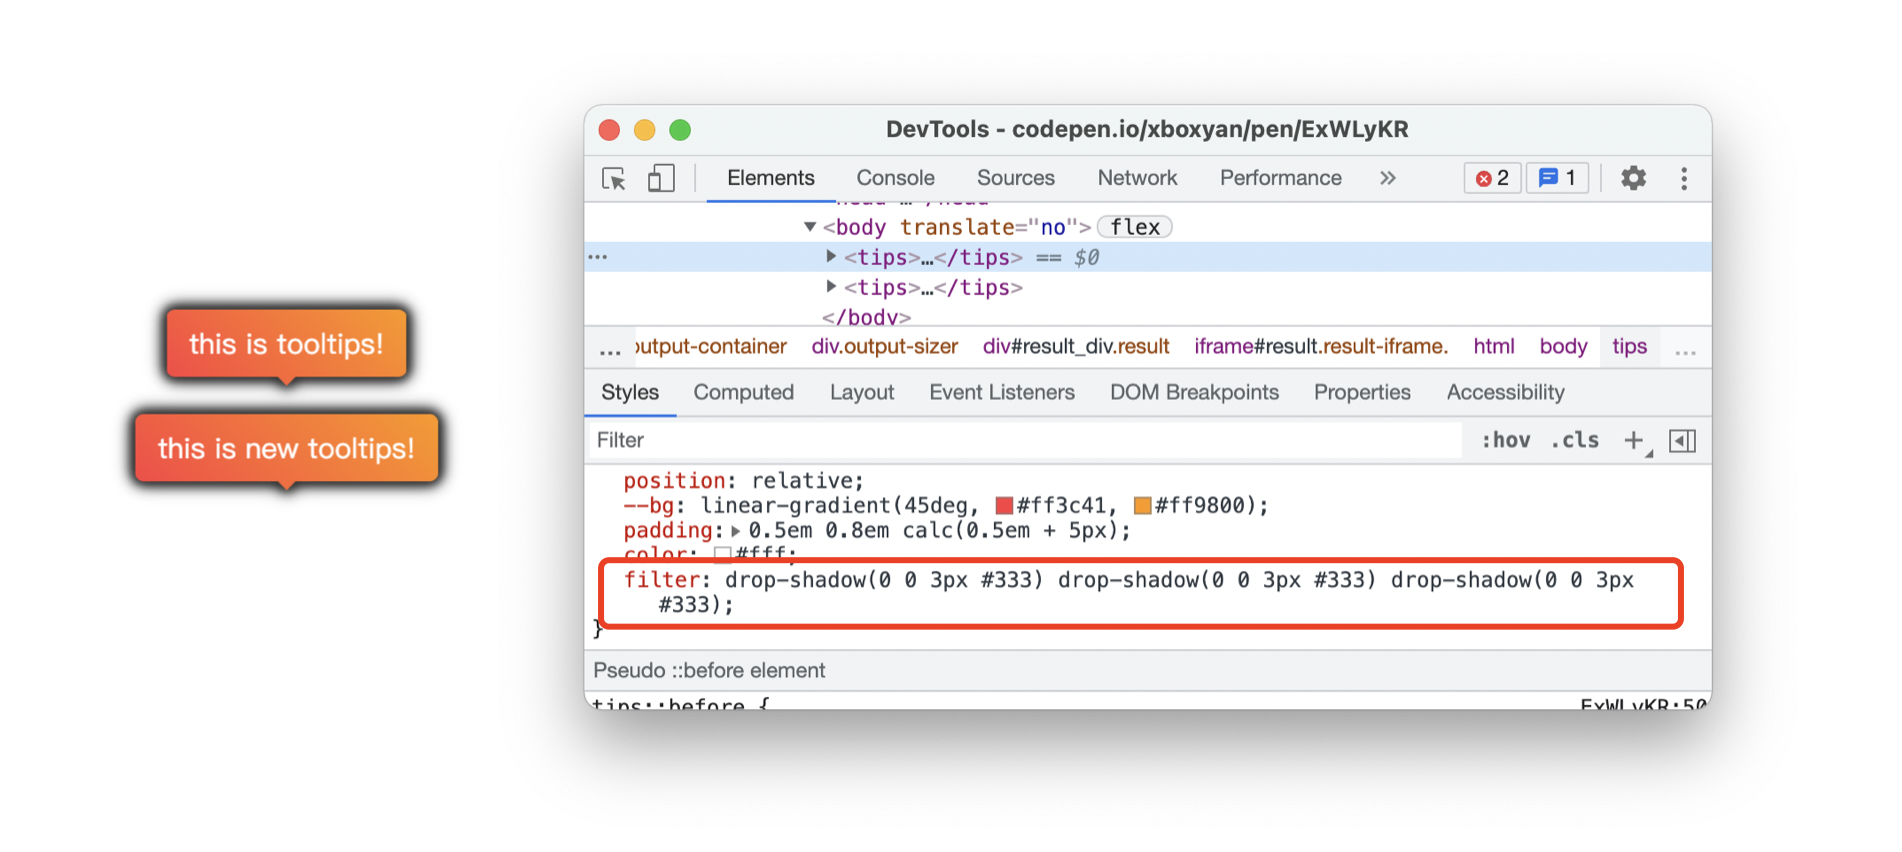 this is tooltips!
this is new tooltips!
DevTools - codepen.io/xboxyan/pen/ExWLyKR
Elements Console Sources Network Performance » 2 1
head … /head
▼<body translate="no"> flex
… ▶<tips>…</tips> == $0
▶<tips>…</tips>
</body>
… output-container div.output-sizer div#result_div.result iframe#result.result-iframe. html body tips …
Styles Computed Layout Event Listeners DOM Breakpoints Properties Accessibility
Filter :hov .cls +
position: relative;
--bg: linear-gradient(45deg, #ff3c41, #ff9800);
padding:▶ 0.5em 0.8em calc(0.5em + 5px);
color: #fff;
filter: drop-shadow(0 0 3px #333) drop-shadow(0 0 3px #333) drop-shadow(0 0 3px
#333);
}
Pseudo ::before element
tips::before { ExWLyKR:50